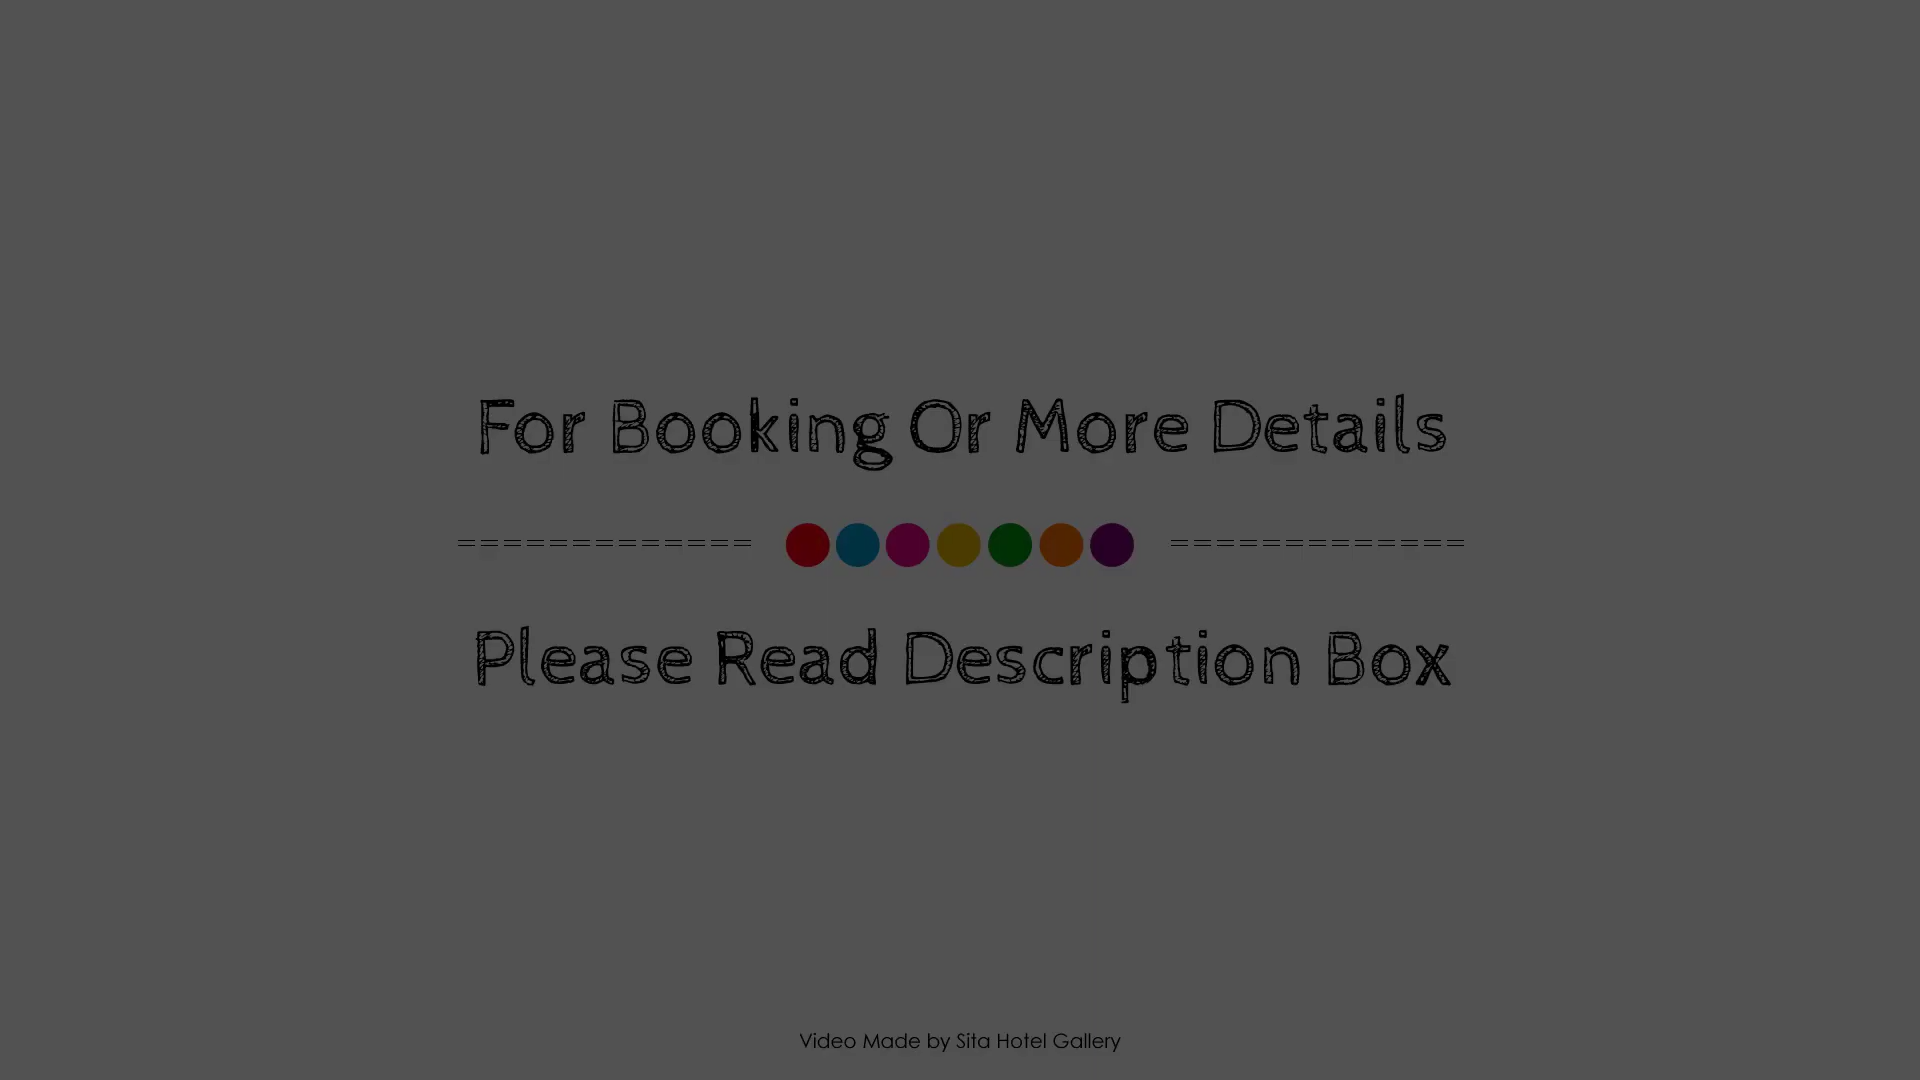 For Booking Or More Details
============= =============
Please Read Description Box
Video Made by Sita Hotel Gallery